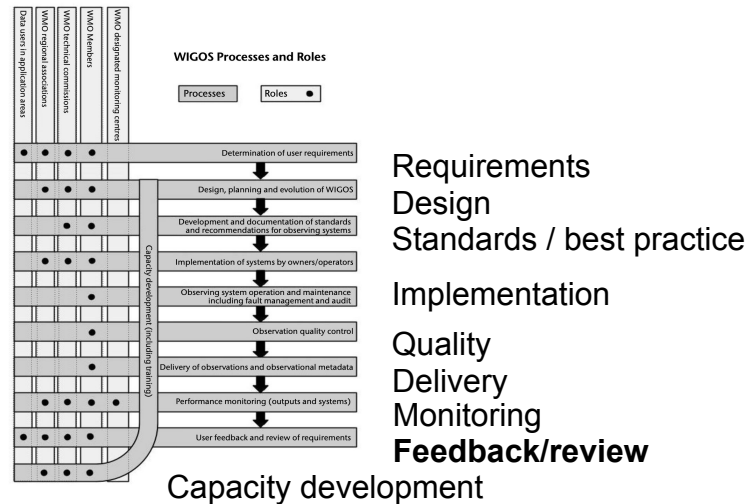 Data users in application areas
WMO regional associations
WMO technical commissions
WMO Members
WMO designated monitoring centres
WIGOS Processes and Roles
Processes
Roles
Determination of user requirements
Design, planning and evolution of WIGOS
Development and documentation of standards
and recommendations for observing systems
Implementation of systems by owners/operators
Observing system operation and maintenance
including fault management and audit
Observation quality control
Delivery of observations and observational metadata
Performance monitoring (outputs and systems)
User feedback and review of requirements
Capacity development (including training)
Requirements
Design
Standards / best practice
Implementation
Quality
Delivery
Monitoring
Feedback/review
Capacity development